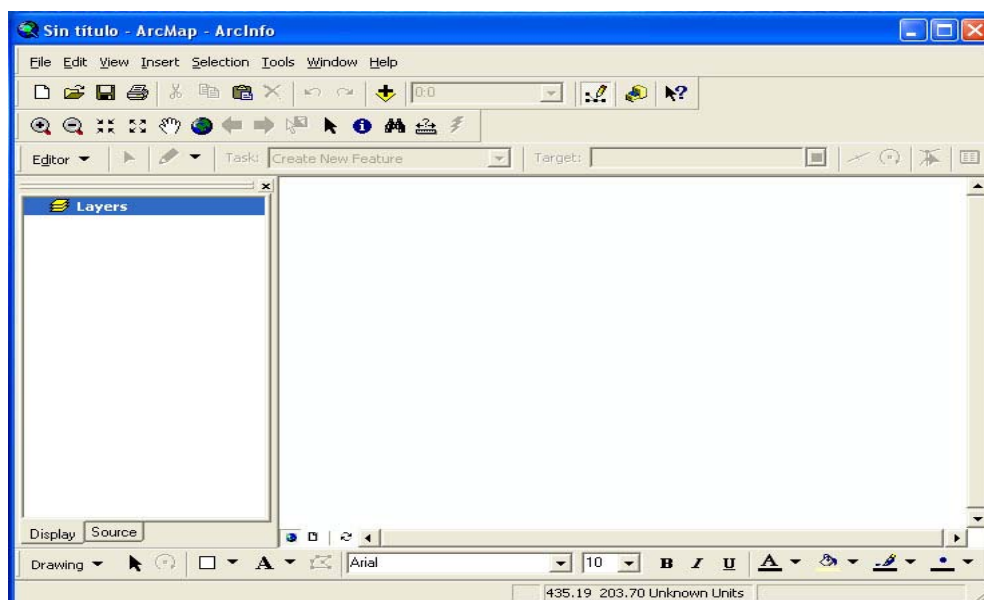 Sin título - ArcMap - ArcInfo
File Edit View Insert Selection Tools Window Help
0:0
Editor Task: Create New Feature Target:
Layers
Display Source
Drawing A Arial 10 B I U A
435.19 203.70 Unknown Units